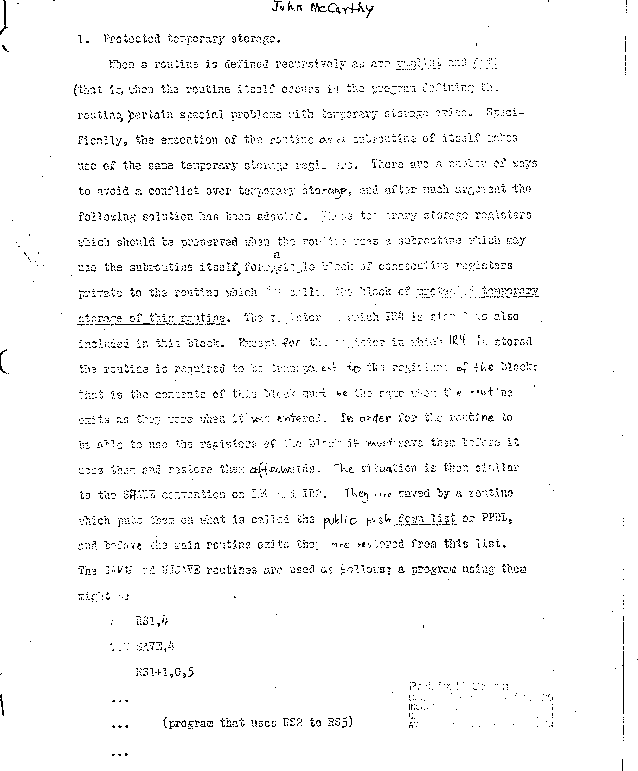 John McCarthy
1. Protected temporary storage.
When a routine is defined recursively as are and
(that is, when the routine itself occurs in the program defining the
routine, certain special problems with temporary storage arise. Speci-
fically, the execution of the routine as a subroutine of itself makes
use of the same temporary storage registers. There are a number of ways
to avoid a conflict over temporary storage, and after much argument the
following solution has been adopted. temporary storage registers
which should be preserved when the routine uses a subroutine which may
use the subroutine itself, form a single block of consecutive registers
private to the routine which is called the block of protected temporary
storage of this routine. The register in which IR4 is stored is also
included in this block. Except for the register in which IR4 is stored
the routine is required to be transparent to the registers of the block;
that is the contents of this block must be the same when the routine
exits as they were when it was entered. In order for the routine to
be able to use the registers of the block it must save them before it
uses them and restore them afterwards. The situation is then similar
to the SHARE convention on and IR2. They are saved by a routine
which puts them on what is called the public push down list or PPDL,
and before the main routine exits they are restored from this list.
The SAVE and UNSAVE routines are used as follows; a program using them
might
RS1,4
SAVE,4
RS1+1,0,5
...
... (program that uses RS2 to RS5)
...